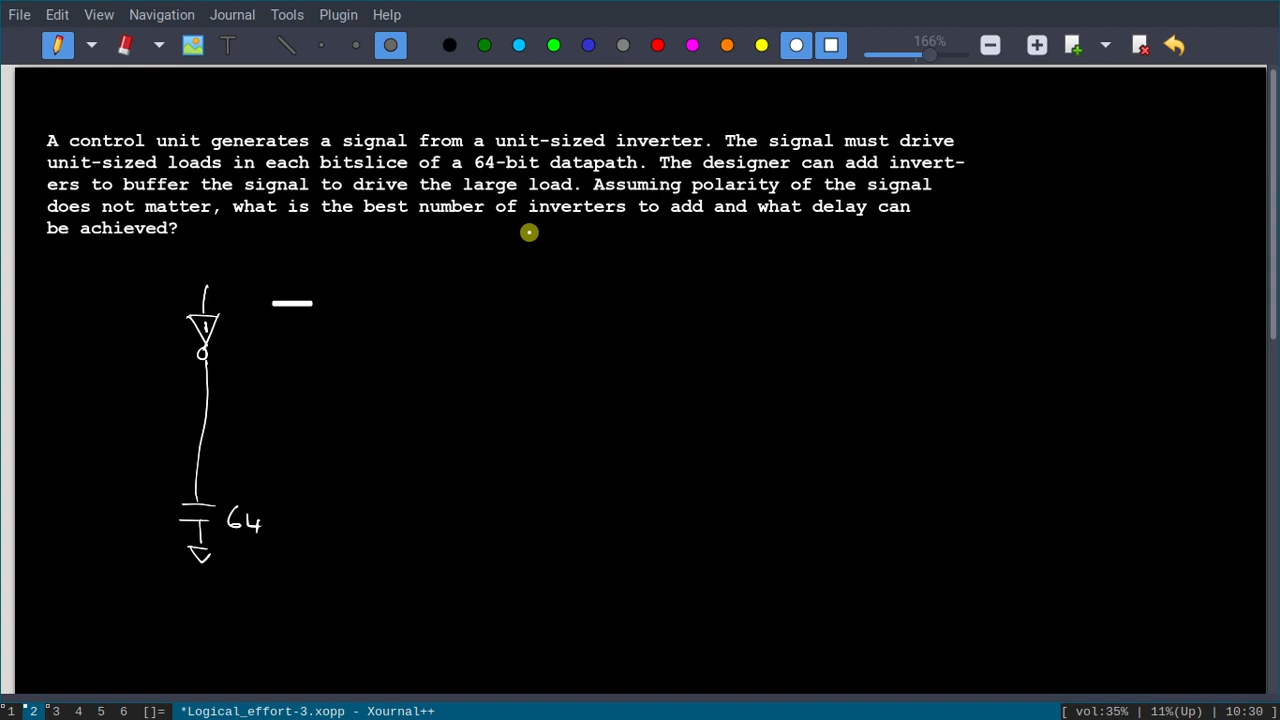 File Edit View Navigation Journal Tools Plugin Help
T 166%
A control unit generates a signal from a unit-sized inverter. The signal must drive
unit-sized loads in each bitslice of a 64-bit datapath. The designer can add invert-
ers to buffer the signal to drive the large load. Assuming polarity of the signal
does not matter, what is the best number of inverters to add and what delay can
be achieved?
1
64
1 2 3 4 5 6 []= *Logical_effort-3.xopp - Xournal++ [ vol:35% | 11%(Up) | 10:30 ]